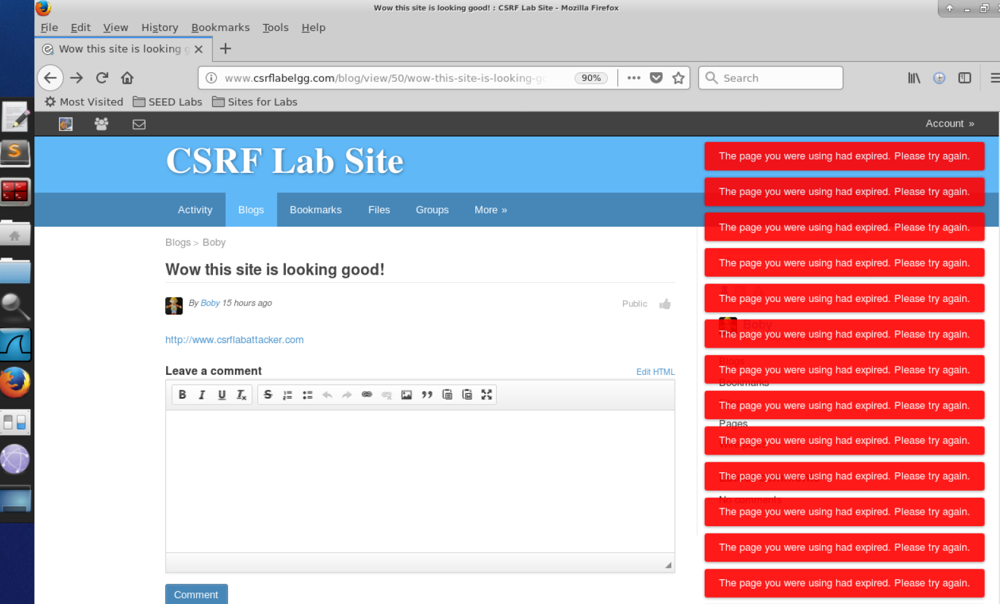 Wow this site is looking good! : CSRF Lab Site - Mozilla Firefox
File Edit View History Bookmarks Tools Help
Wow this site is looking g
www.csrflabelgg.com/blog/view/50/wow-this-site-is-looking-go 90% Search
Most Visited SEED Labs Sites for Labs
Account »
CSRF Lab Site
Activity Blogs Bookmarks Files Groups More »
Blogs > Boby
Wow this site is looking good!
By Boby 15 hours ago
Public
http://www.csrflabattacker.com
Leave a comment
Edit HTML
B I U Tx S
Comment
The page you were using had expired. Please try again.
The page you were using had expired. Please try again.
The page you were using had expired. Please try again.
The page you were using had expired. Please try again.
The page you were using had expired. Please try again.
Boby
The page you were using had expired. Please try again.
Blogs
The page you were using had expired. Please try again.
Bookmarks
The page you were using had expired. Please try again.
Pages
The page you were using had expired. Please try again.
The page you were using had expired. Please try again.
No comments
The page you were using had expired. Please try again.
The page you were using had expired. Please try again.
The page you were using had expired. Please try again.